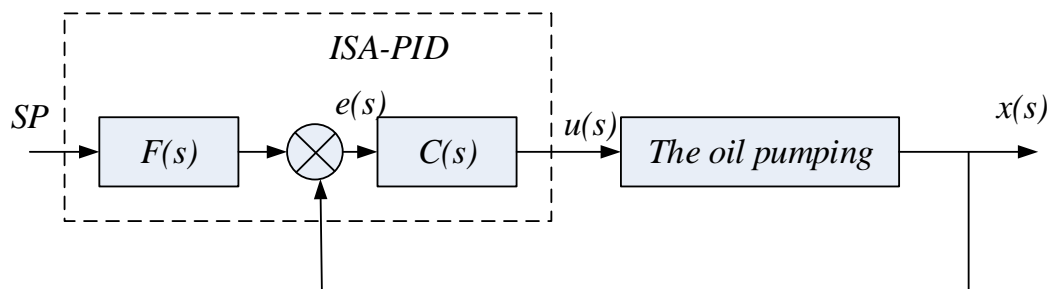 ISA-PID
SP
F(s)
e(s)
C(s)
u(s)
The oil pumping
x(s)